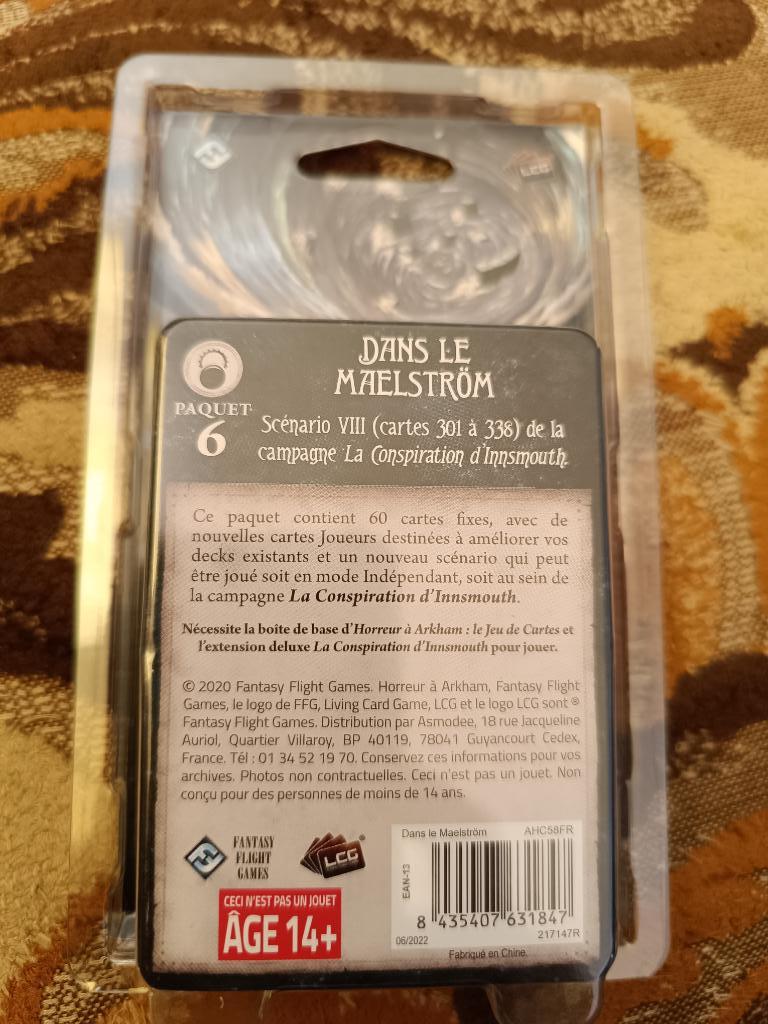 LCG
DANS LE
MAELSTRÖM
PAQUET
6
Scénario VIII (cartes 301 à 338) de la
campagne La Conspiration d'Innsmouth.
Ce paquet contient 60 cartes fixes, avec de
nouvelles cartes Joueurs destinées à améliorer vos
decks existants et un nouveau scénario qui peut
être joué soit en mode Indépendant, soit au sein de
la campagne La Conspiration d'Innsmouth.
Nécessite la boîte de base d'Horreur à Arkham : le Jeu de Cartes et
l'extension deluxe La Conspiration d'Innsmouth pour jouer.
© 2020 Fantasy Flight Games. Horreur à Arkham, Fantasy Flight
Games, le logo de FFG, Living Card Game, LCG et le logo LCG sont ®
Fantasy Flight Games. Distribution par Asmodee, 18 rue Jacqueline
Auriol, Quartier Villaroy, BP 40119, 78041 Guyancourt Cedex,
France. Tél : 01 34 52 19 70. Conservez ces informations pour vos
archives. Photos non contractuelles. Ceci n'est pas un jouet. Non
conçu pour des personnes de moins de 14 ans.
FANTASY
FLIGHT
GAMES
LCG®
CECI N'EST PAS UN JOUET
ÂGE 14+
Dans le Maelström AHC58FR
EAN-13
8 435407 631847
06/2022 217147R
Fabriqué en Chine.